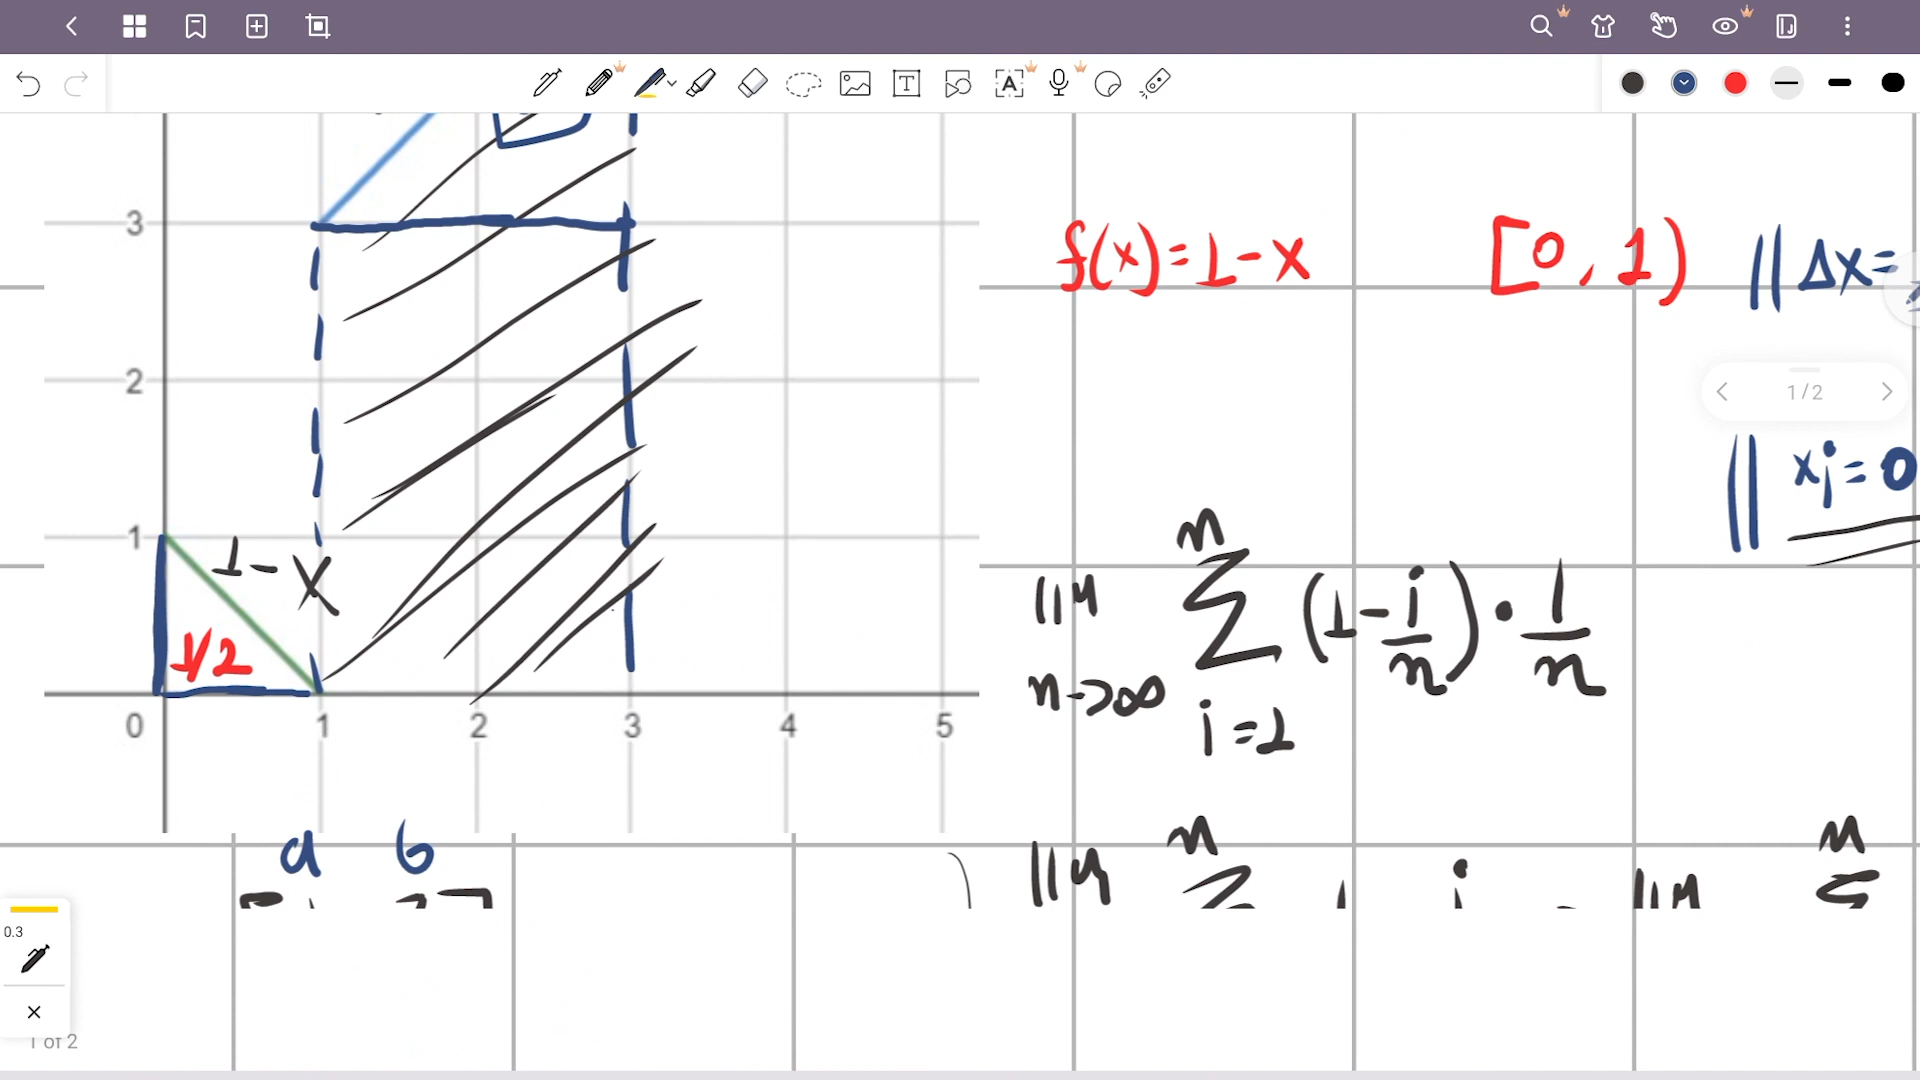 3
2
1
1-x
1/2
0 1 2 3 4 5
a b
f(x)=1-x [0, 1) || Δx=
1/2
|| xi=0
n
lim Σ (1-i/n)·1/n
n->∞ i=1
n n
lim Σ i lim Σ
0.3
1 of 2